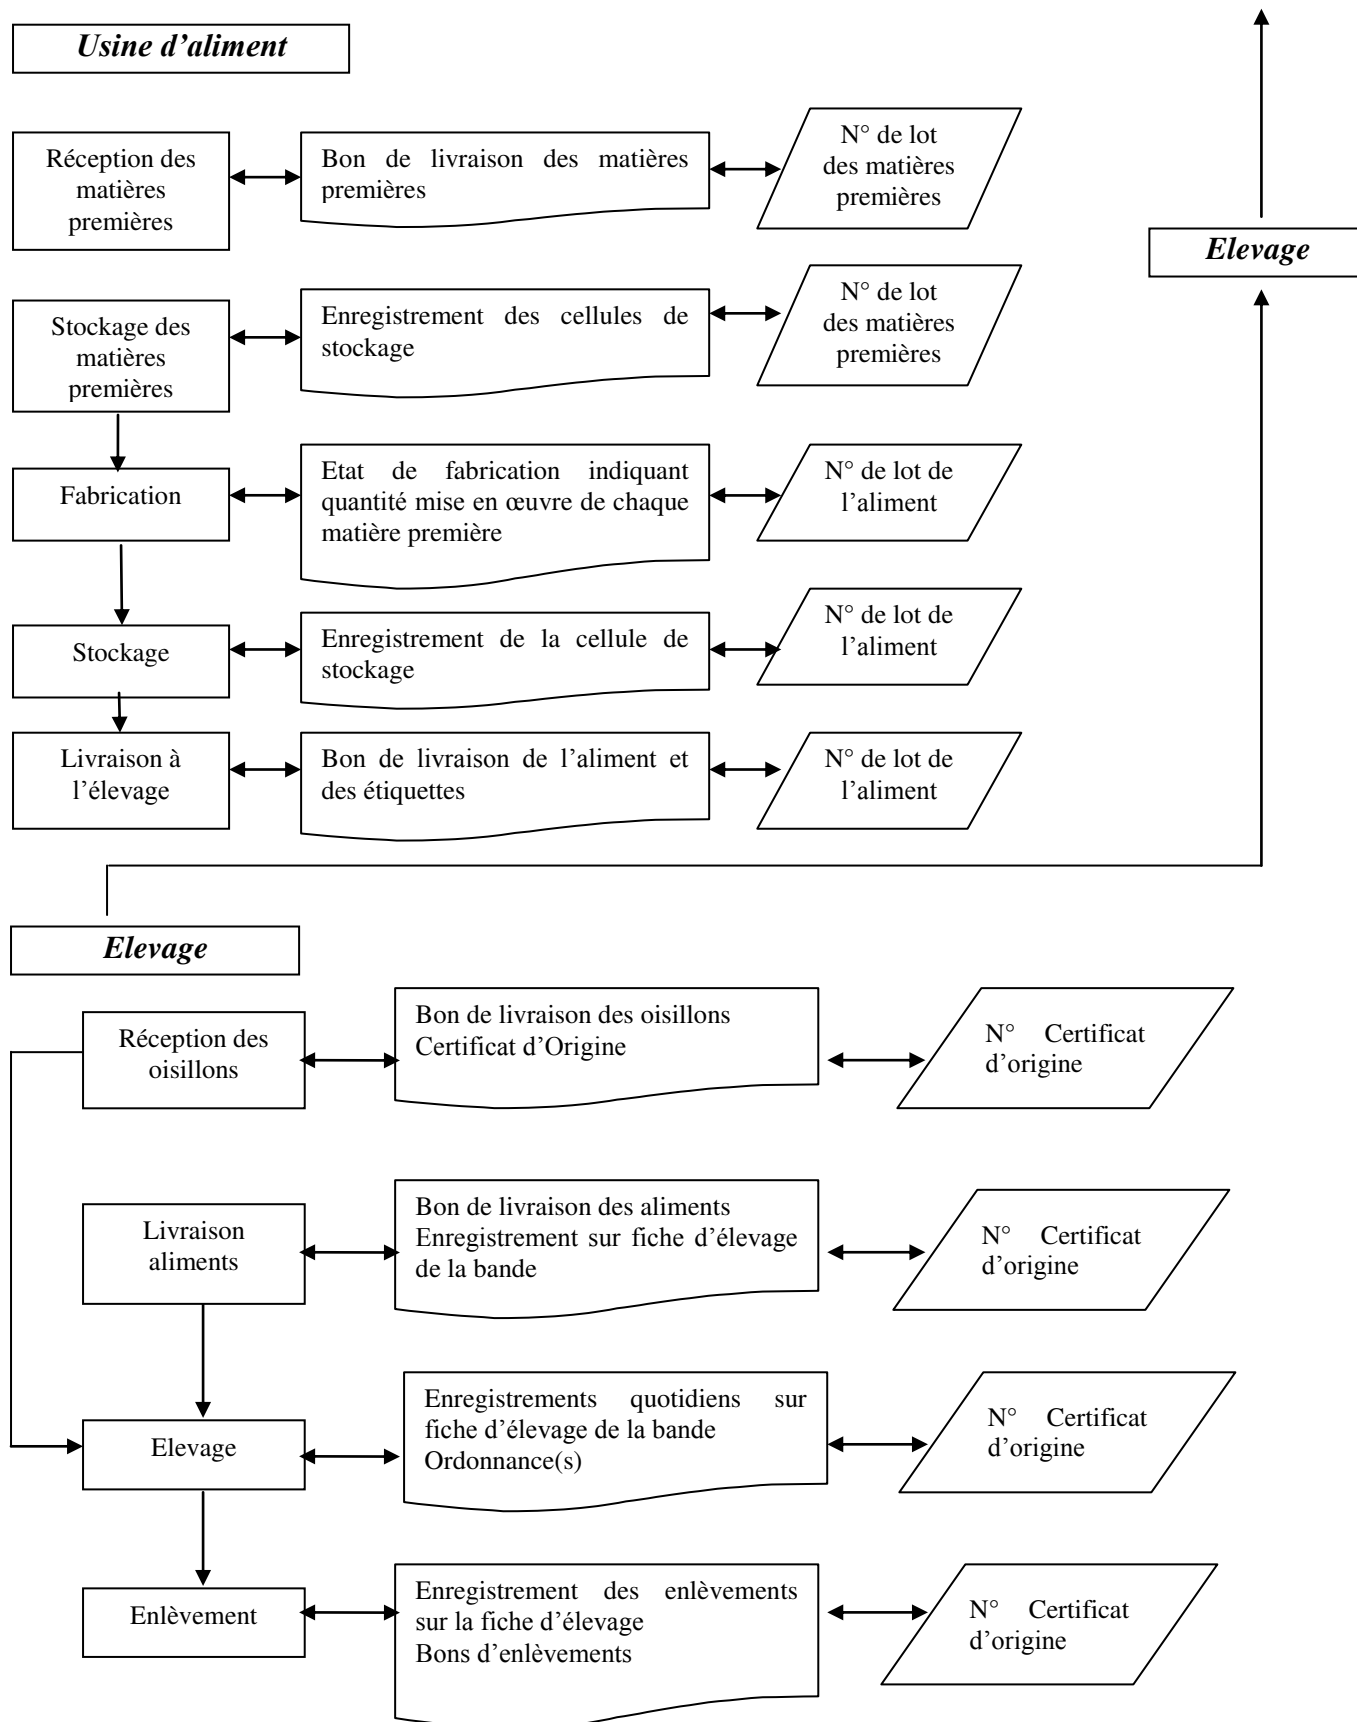 Usine d’aliment
Réception des
matières
premières
Bon de livraison des matières
premières
N° de lot
des matières
premières
Elevage
Stockage des
matières
premières
Enregistrement des cellules de
stockage
N° de lot
des matières
premières
Fabrication
Etat de fabrication indiquant
quantité mise en œuvre de chaque
matière première
N° de lot de
l’aliment
Stockage
Enregistrement de la cellule de
stockage
N° de lot de
l’aliment
Livraison à
l’élevage
Bon de livraison de l’aliment et
des étiquettes
N° de lot de
l’aliment
Elevage
Réception des
oisillons
Bon de livraison des oisillons
Certificat d’Origine
N° Certificat
d’origine
Livraison
aliments
Bon de livraison des aliments
Enregistrement sur fiche d’élevage
de la bande
N° Certificat
d’origine
Elevage
Enregistrements quotidiens sur
fiche d’élevage de la bande
Ordonnance(s)
N° Certificat
d’origine
Enlèvement
Enregistrement des enlèvements
sur la fiche d’élevage
Bons d’enlèvements
N° Certificat
d’origine